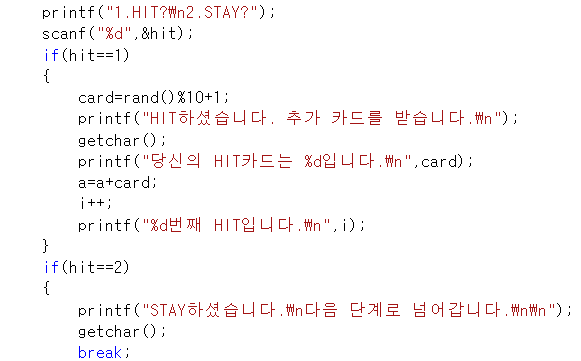 printf("1.HIT?₩n2.STAY?");
scanf("%d",&hit);
if(hit==1)
{
card=rand()%10+1;
printf("HIT하셨습니다. 추가 카드를 받습니다.₩n");
getchar();
printf("당신의 HIT카드는 %d입니다.₩n",card);
a=a+card;
i++;
printf("%d번째 HIT입니다.₩n",i);
}
if(hit==2)
{
printf("STAY하셨습니다.₩n다음 단계로 넘어갑니다.₩n₩n");
getchar();
break;